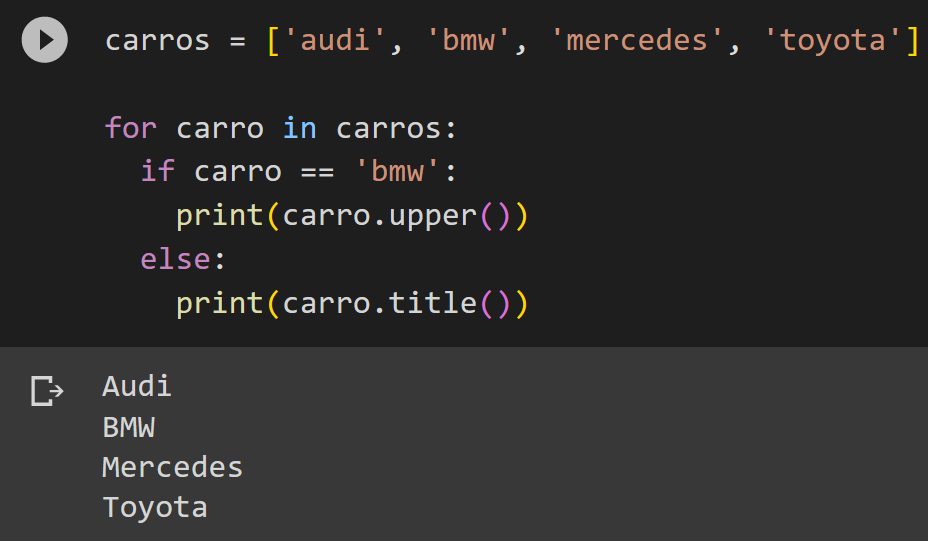 carros = ['audi', 'bmw', 'mercedes', 'toyota']
for carro in carros:
  if carro == 'bmw':
    print(carro.upper())
  else:
    print(carro.title())
Audi
BMW
Mercedes
Toyota